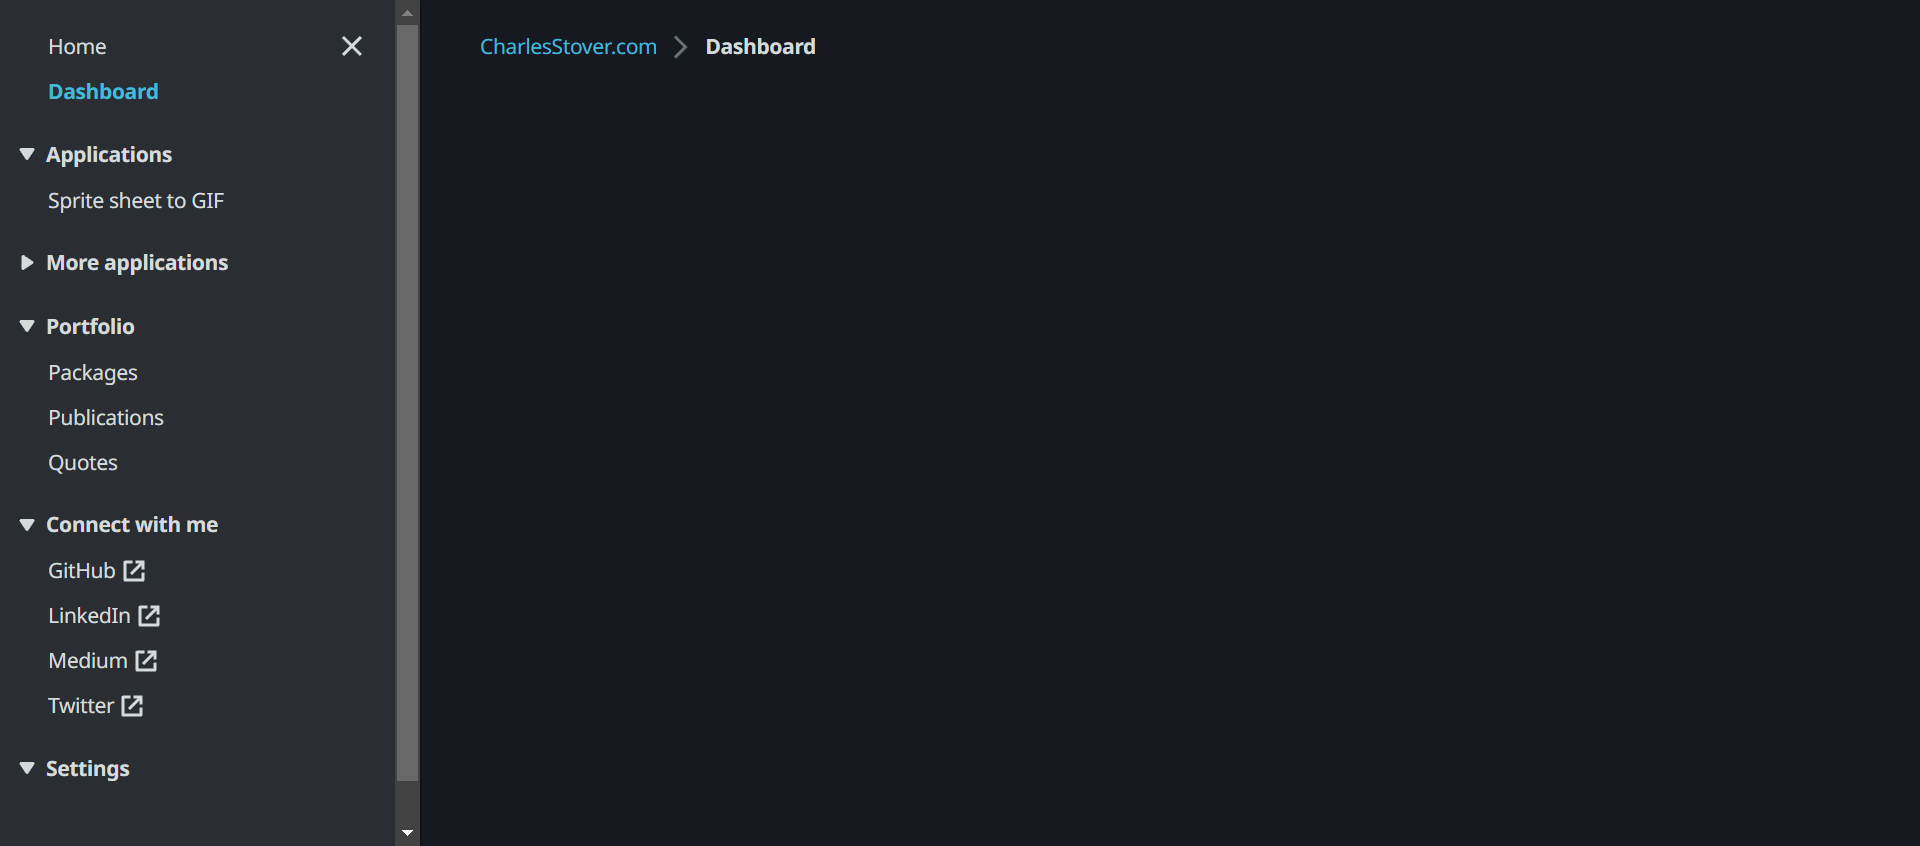 Home
Dashboard
Applications
Sprite sheet to GIF
More applications
Portfolio
Packages
Publications
Quotes
Connect with me
GitHub
LinkedIn
Medium
Twitter
Settings
CharlesStover.com
Dashboard